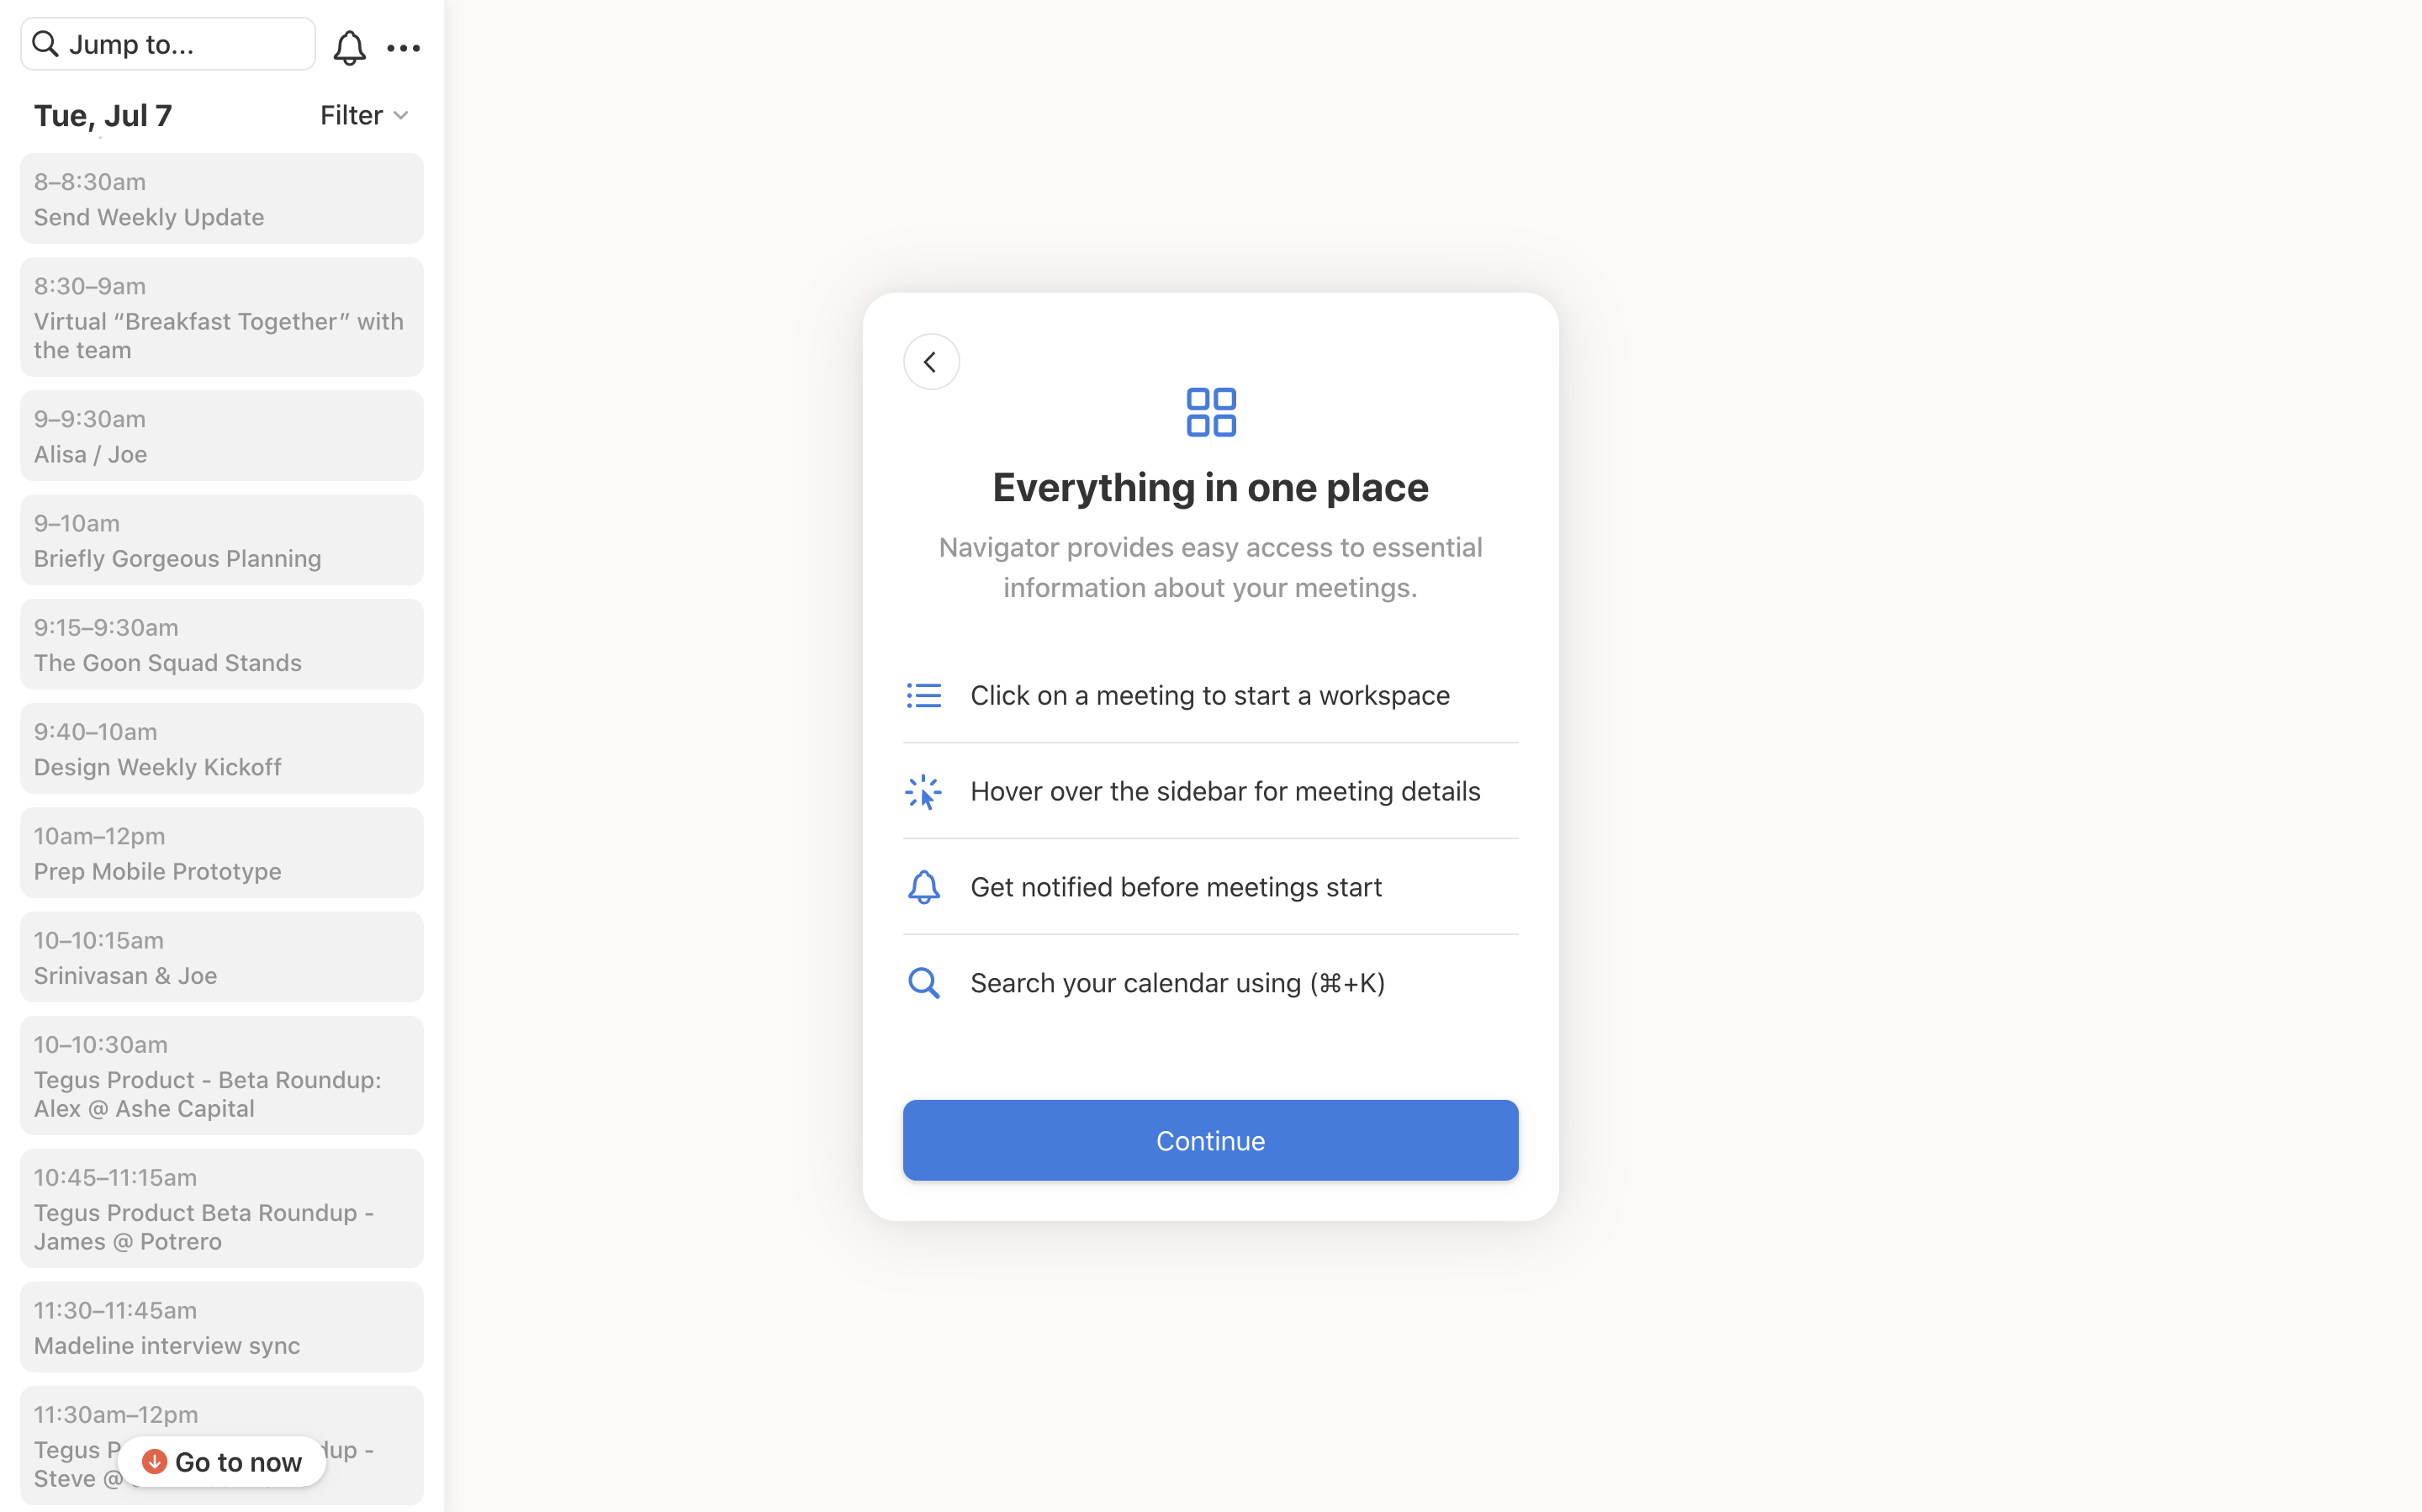 Jump to...
Tue, Jul 7
Filter
8–8:30am
Send Weekly Update
8:30–9am
Virtual “Breakfast Together” with
the team
9–9:30am
Alisa / Joe
9–10am
Briefly Gorgeous Planning
9:15–9:30am
The Goon Squad Stands
9:40–10am
Design Weekly Kickoff
10am–12pm
Prep Mobile Prototype
10–10:15am
Srinivasan & Joe
10–10:30am
Tegus Product - Beta Roundup:
Alex @ Ashe Capital
10:45–11:15am
Tegus Product Beta Roundup -
James @ Potrero
11:30–11:45am
Madeline interview sync
11:30am–12pm
Tegus
Steve @
Go to now
Everything in one place
Navigator provides easy access to essential
information about your meetings.
Click on a meeting to start a workspace
Hover over the sidebar for meeting details
Get notified before meetings start
Search your calendar using (⌘+K)
Continue